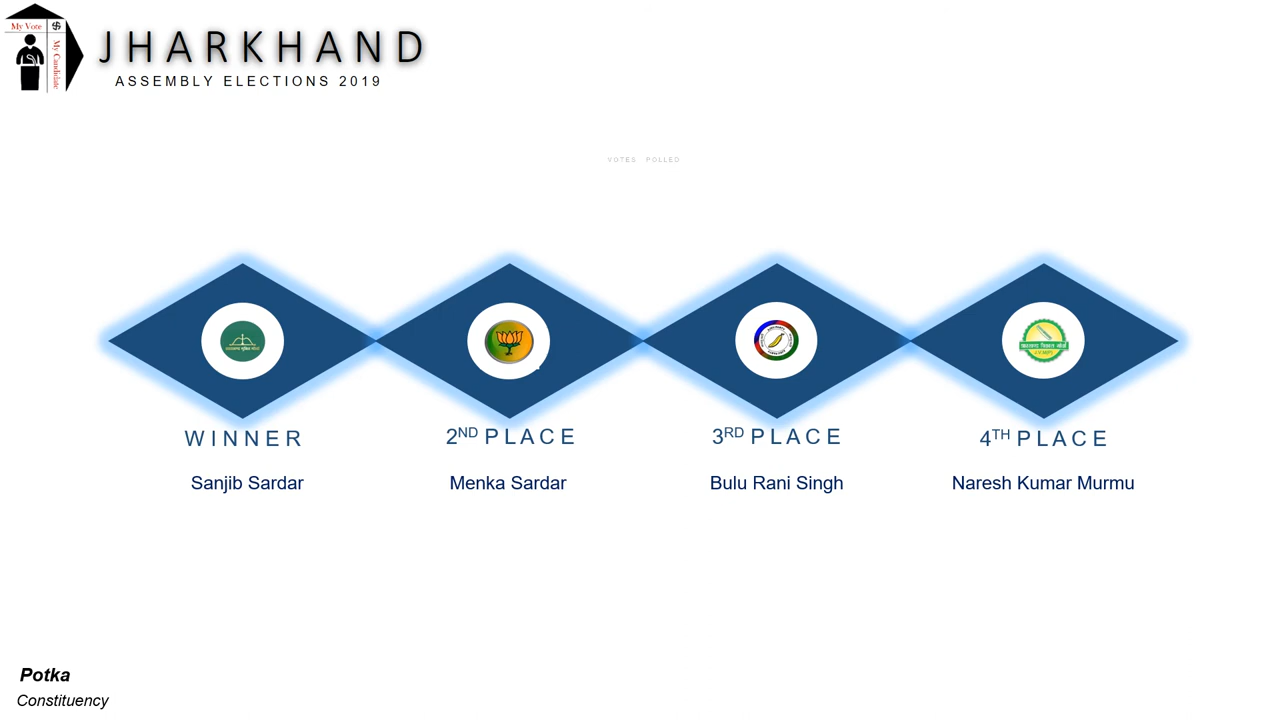 My Vote
My Candidate
JHARKHAND
ASSEMBLY ELECTIONS 2019
VOTES POLLED
WINNER
2ND PLACE
3RD PLACE
4TH PLACE
Sanjib Sardar
Menka Sardar
Bulu Rani Singh
Naresh Kumar Murmu
Potka
Constituency